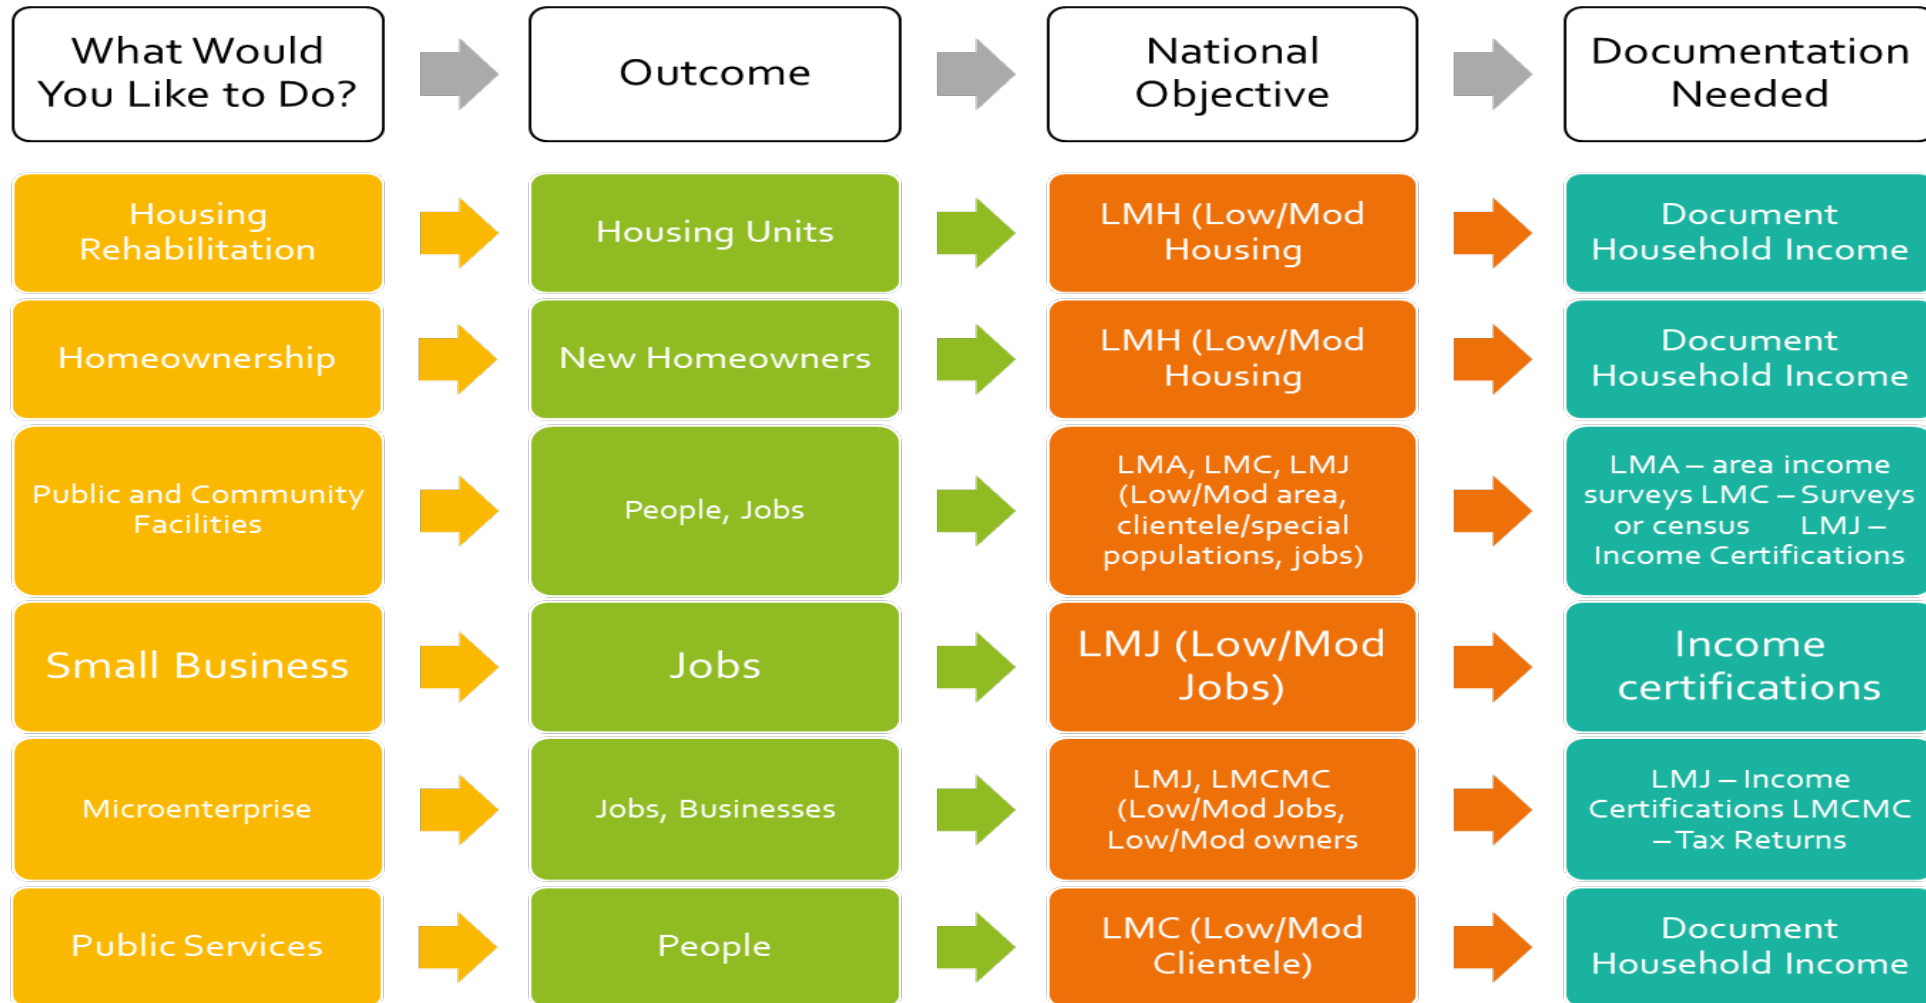 What Would
You Like to Do?
Outcome
National
Objective
Documentation
Needed
Housing
Rehabilitation
Housing Units
LMH (Low/Mod
Housing
Document
Household Income
Homeownership
New Homeowners
LMH (Low/Mod
Housing
Document
Household Income
Public and Community
Facilities
People, Jobs
LMA, LMC, LMJ
(Low/Mod area,
clientele/special
populations, jobs)
LMA – area income
surveys LMC – Surveys
or census LMJ –
Income Certifications
Small Business
Jobs
LMJ (Low/Mod
Jobs)
Income
certifications
Microenterprise
Jobs, Businesses
LMJ, LMCMC
(Low/Mod Jobs,
Low/Mod owners
LMJ – Income
Certifications LMCMC
– Tax Returns
Public Services
People
LMC (Low/Mod
Clientele)
Document
Household Income